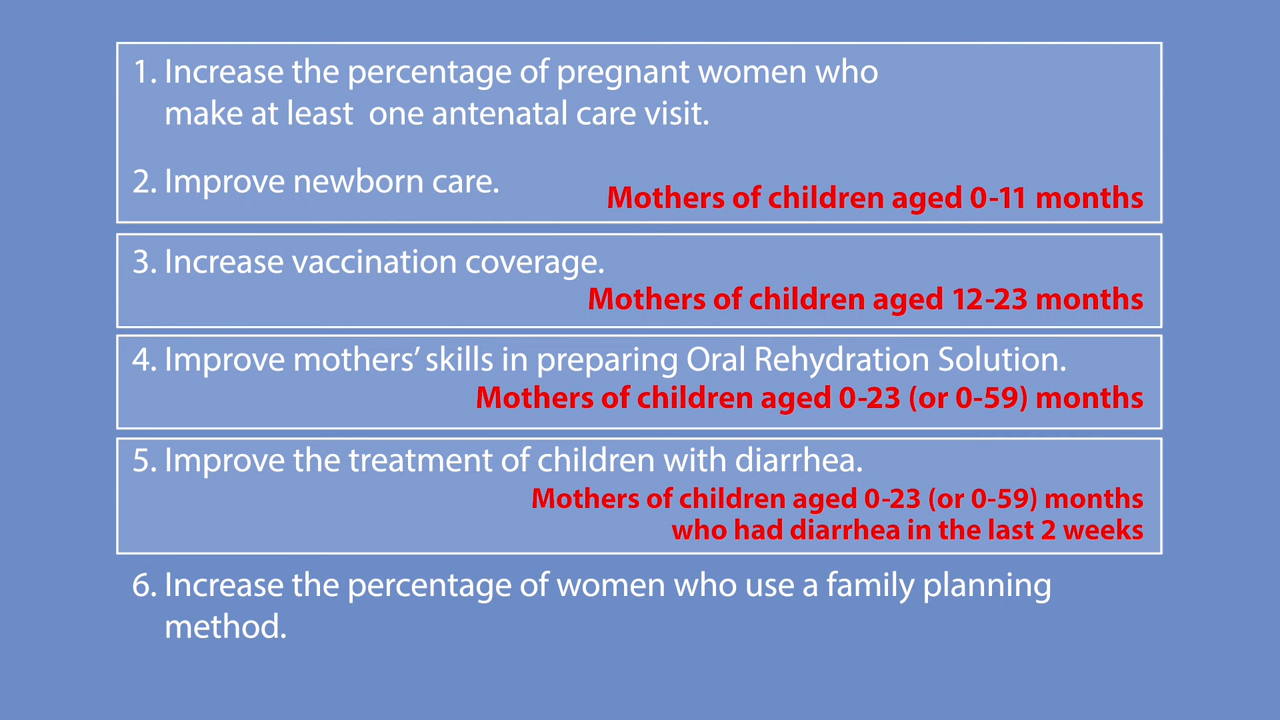 1. Increase the percentage of pregnant women who
make at least one antenatal care visit.
2. Improve newborn care.
Mothers of children aged 0-11 months
3. Increase vaccination coverage.
Mothers of children aged 12-23 months
4. Improve mothers’ skills in preparing Oral Rehydration Solution.
Mothers of children aged 0-23 (or 0-59) months
5. Improve the treatment of children with diarrhea.
Mothers of children aged 0-23 (or 0-59) months
who had diarrhea in the last 2 weeks
6. Increase the percentage of women who use a family planning
method.